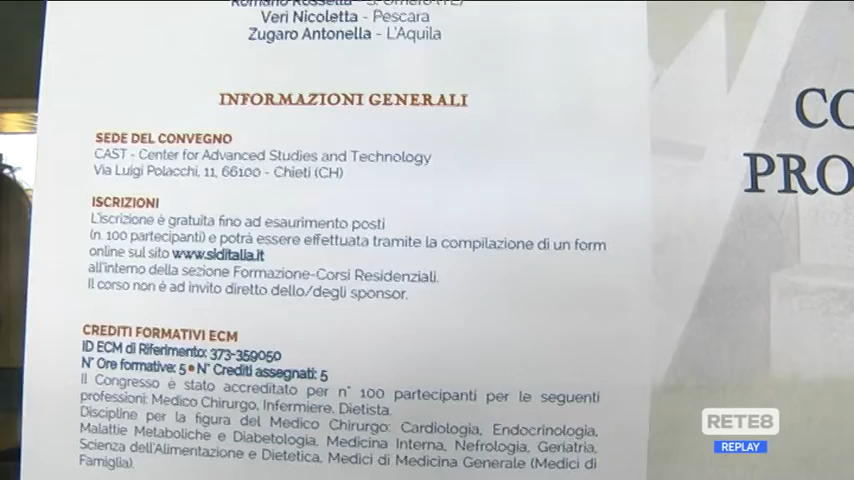 Romano Rossella - S. Omero (TE)
Veri Nicoletta - Pescara
Zugaro Antonella - L'Aquila
INFORMAZIONI GENERALI
SEDE DEL CONVEGNO
CAST - Center for Advanced Studies and Technology
Via Luigi Polacchi, 11, 66100 - Chieti (CH)
ISCRIZIONI
L'iscrizione è gratuita fino ad esaurimento posti
(n. 100 partecipanti) e potrà essere effettuata tramite la compilazione di un form
online sul sito www.siditalia.it
all'interno della sezione Formazione-Corsi Residenziali.
Il corso non è ad invito diretto dello/degli sponsor.
CREDITI FORMATIVI ECM
ID ECM di Riferimento: 373-359050
N° Ore formative: 5 • N° Crediti assegnati: 5
Il Congresso è stato accreditato per n° 100 partecipanti per le seguenti
professioni: Medico Chirurgo, Infermiere, Dietista.
Discipline per la figura del Medico Chirurgo: Cardiologia, Endocrinologia,
Malattie Metaboliche e Diabetologia, Medicina Interna, Nefrologia, Geriatria,
Scienza dell'Alimentazione e Dietetica, Medici di Medicina Generale (Medici di
Famiglia).
CO
PRO
RETE8
REPLAY